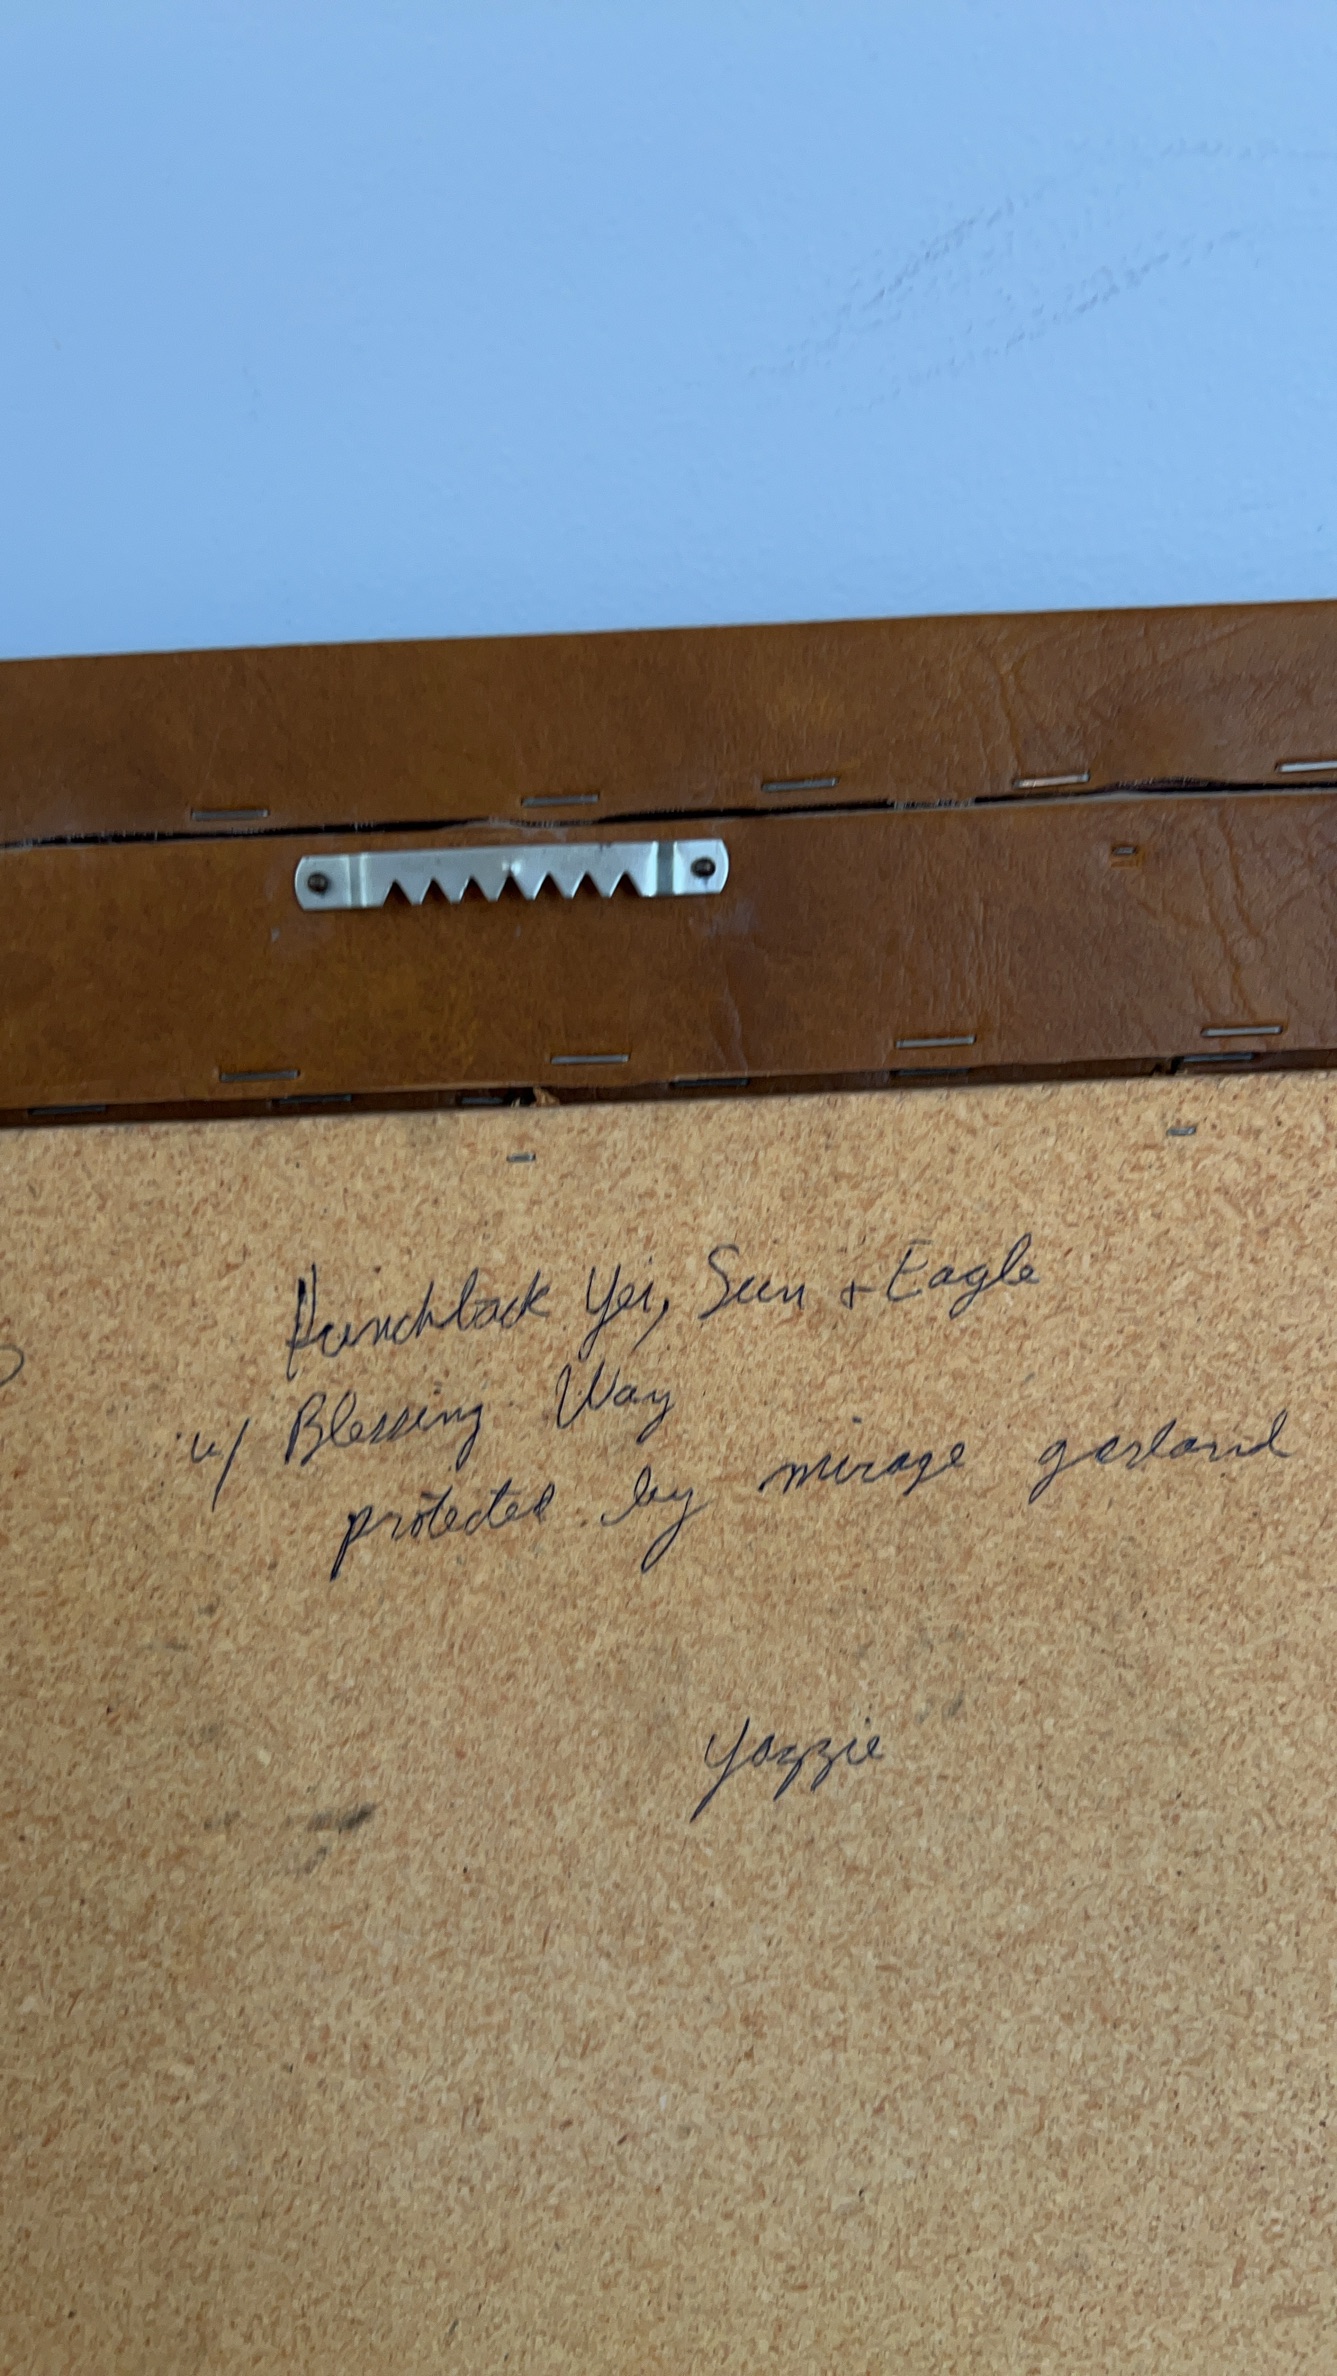 Hunchback Yei, Sun + Eagle
w/ Blessing Way
protected by mirage garland
Yazzie